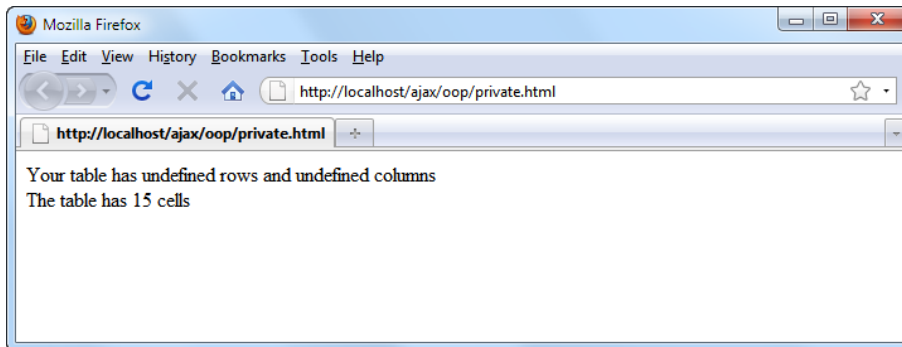 Mozilla Firefox
File Edit View History Bookmarks Tools Help
http://localhost/ajax/oop/private.html
http://localhost/ajax/oop/private.html
Your table has undefined rows and undefined columns
The table has 15 cells